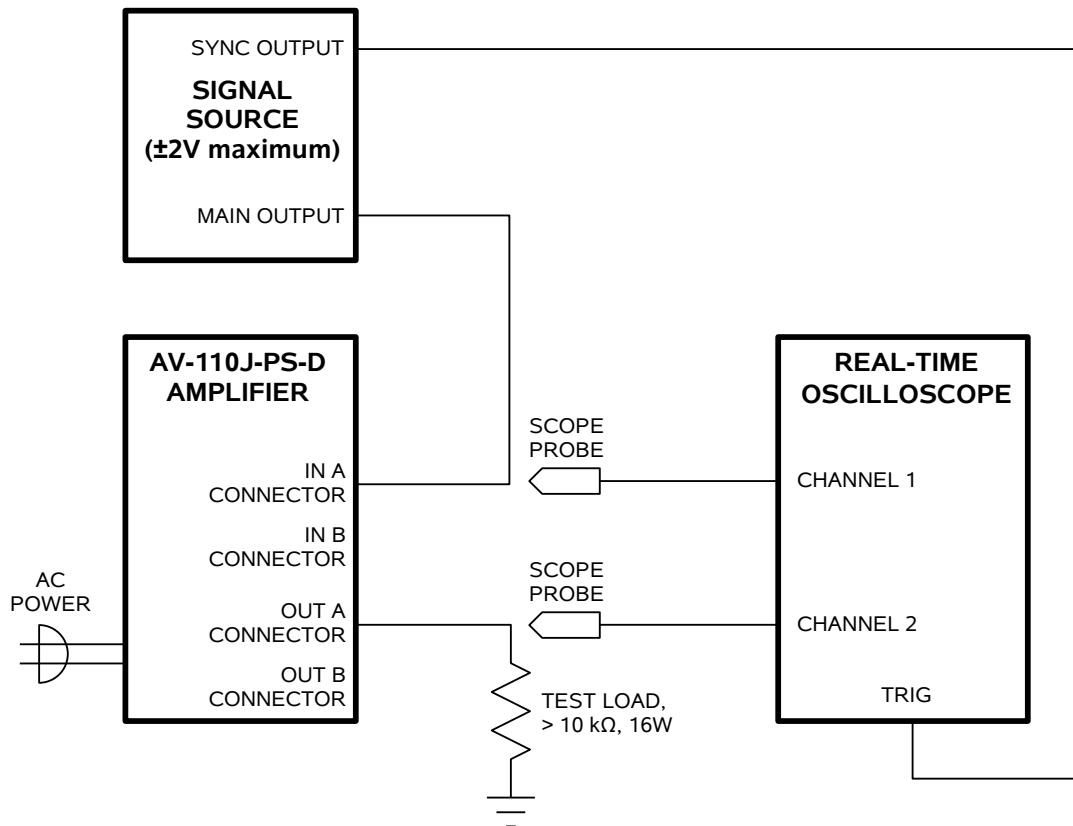 SYNC OUTPUT
SIGNAL
SOURCE
(±2V maximum)
MAIN OUTPUT
AV-110J-PS-D
AMPLIFIER
IN A
CONNECTOR
IN B
CONNECTOR
OUT A
CONNECTOR
OUT B
CONNECTOR
AC
POWER
SCOPE
PROBE
SCOPE
PROBE
TEST LOAD,
> 10 kΩ, 16W
REAL-TIME
OSCILLOSCOPE
CHANNEL 1
CHANNEL 2
TRIG